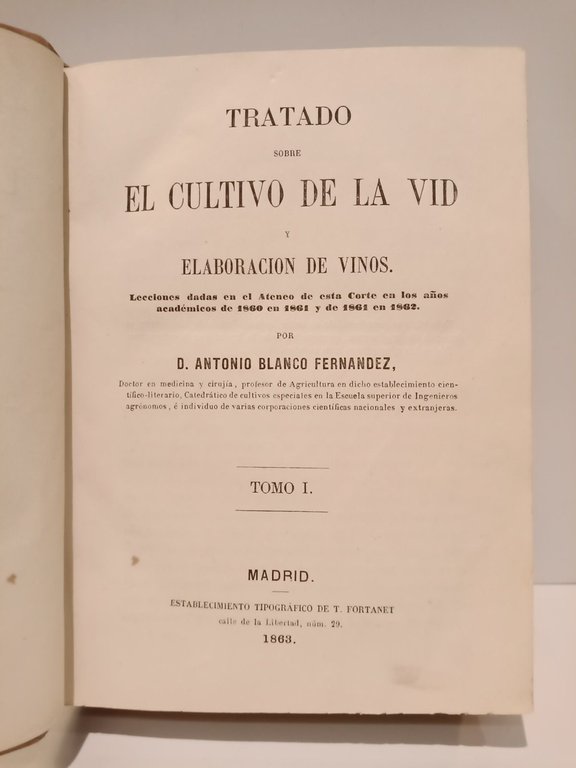 TRATADO
SOBRE
EL CULTIVO DE LA VID
Y
ELABORACION DE VINOS.
Lecciones dadas en el Ateneo de esta Corte en los años
académicos de 1860 en 1861 y de 1861 en 1862.
POR
D. ANTONIO BLANCO FERNANDEZ,
Doctor en medicina y cirujía, profesor de Agricultura en dicho establecimiento cien-
tífico-literario, Catedrático de cultivos especiales en la Escuela superior de Ingenieros
agrónomos, é individuo de varias corporaciones científicas nacionales y extranjeras.
TOMO I.
MADRID.
ESTABLECIMIENTO TIPOGRÁFICO DE T. FORTANET
calle de la Libertad, núm. 29.
1863.